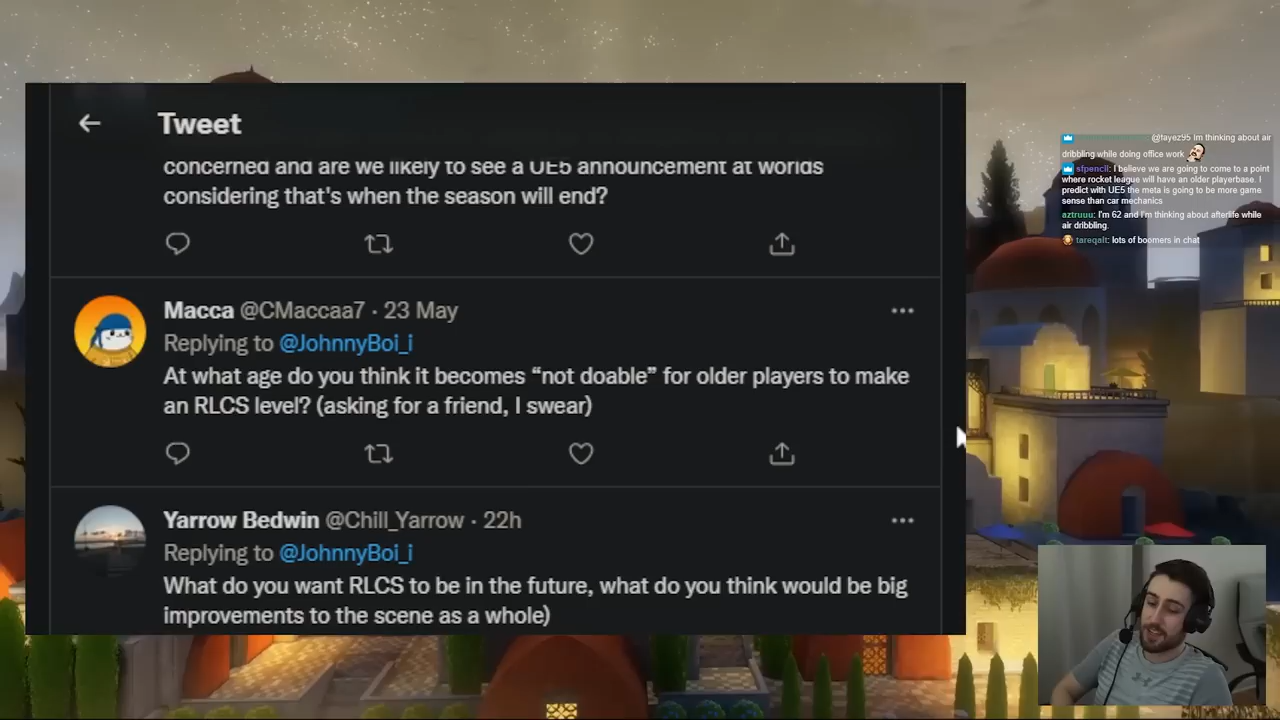 Tweet
concerned and are we likely to see a UE5 announcement at worlds
considering that's when the season will end?
Macca @CMaccaa7 · 23 May
Replying to @JohnnyBoi_i
At what age do you think it becomes “not doable” for older players to make
an RLCS level? (asking for a friend, I swear)
Yarrow Bedwin @Chill_Yarrow · 22h
Replying to @JohnnyBoi_i
What do you want RLCS to be in the future, what do you think would be big
improvements to the scene as a whole)
@fayez95 Im thinking about air
dribbling while doing office work
sfpencil: I believe we are going to come to a point
where rocket league will have an older playerbase. I
predict with UE5 the meta is going to be more game
sense than car mechanics
aztruuu: I'm 62 and I'm thinking about afterlife while
air dribbling.
tareqalt: lots of boomers in chat